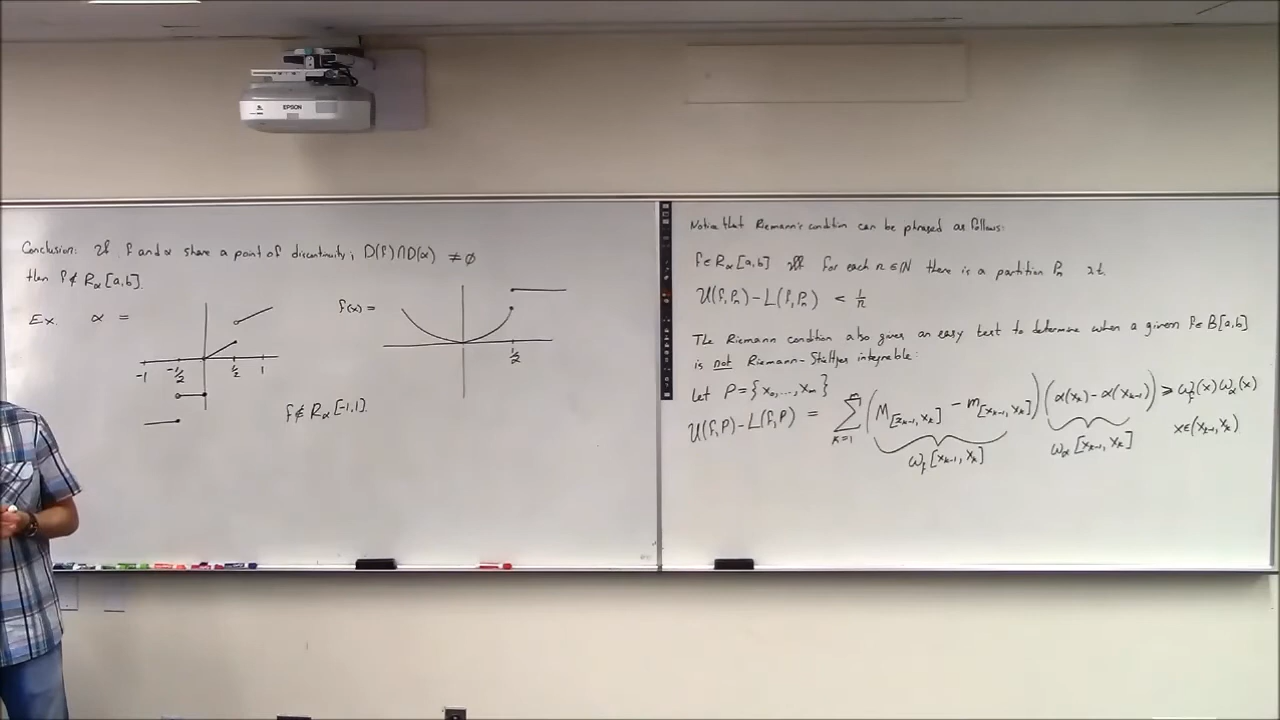 EPSON
Conclusion: If f and α share a point of discontinuity, D(f)∩D(α) ≠ ∅
then f∉R_α[a,b].
Ex. α =
-1 -1/2 1/2 1
f(x) =
1/2
f∉R_α[-1,1].
Notice that Riemann's condition can be phrased as follows:
f∈R_α[a,b] iff for each n∈ℕ there is a partition P_n s.t.
U(f,P_n) - L(f,P_n) < 1/n
The Riemann condition also gives an easy test to determine when a given f∈B[a,b]
is not Riemann-Stieltjes integrable:
Let P = {x_0,...,x_n}
U(f,P) - L(f,P) = ∑_{k=1}^{n} (M_[x_{k-1},x_k] - m_[x_{k-1},x_k]) (α(x_k) - α(x_{k-1})) ⩾ ω_f(x) ω_α(x)
ω_f[x_{k-1},x_k] ω_α[x_{k-1},x_k] x∈(x_{k-1},x_k)